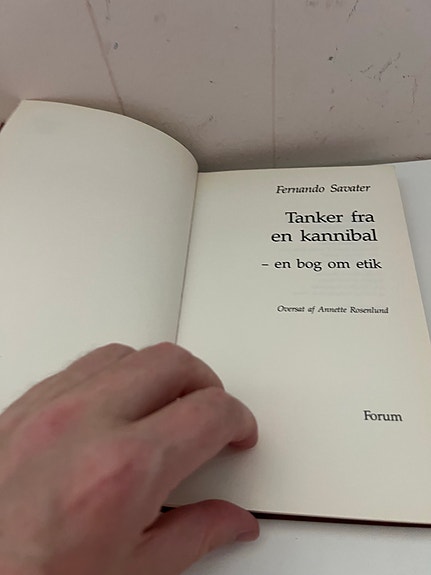 Fernando Savater
Tanker fra
en kannibal
– en bog om etik
Oversat af Annette Rosenlund
Forum